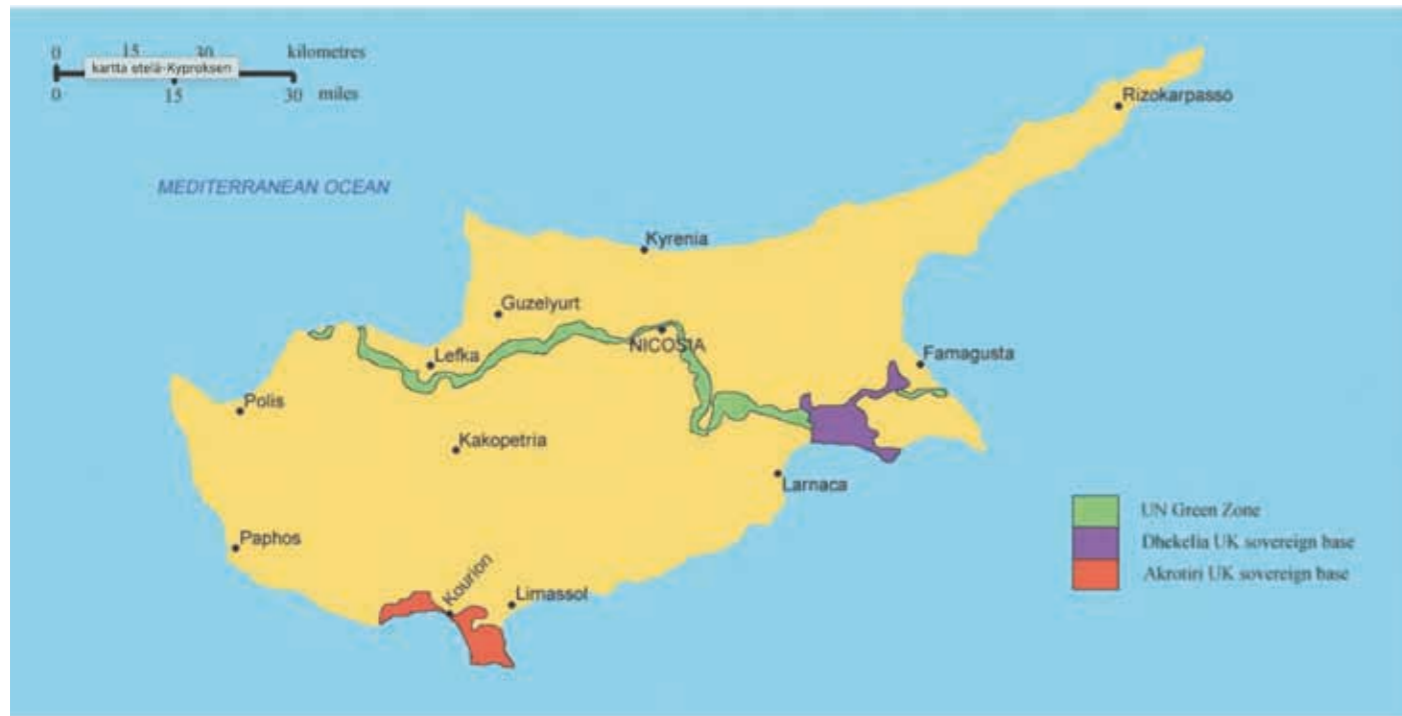 0 15 30 kilometres
kartta etelä-Kyproksen
0 15 30 miles
MEDITERRANEAN OCEAN
Rizokarpasso
Kyrenia
Guzelyurt
NICOSIA
Lefka
Famagusta
Polis
Kakopetria
Larnaca
Paphos
Kourion
Limassol
UN Green Zone
Dhekelia UK sovereign base
Akrotiri UK sovereign base